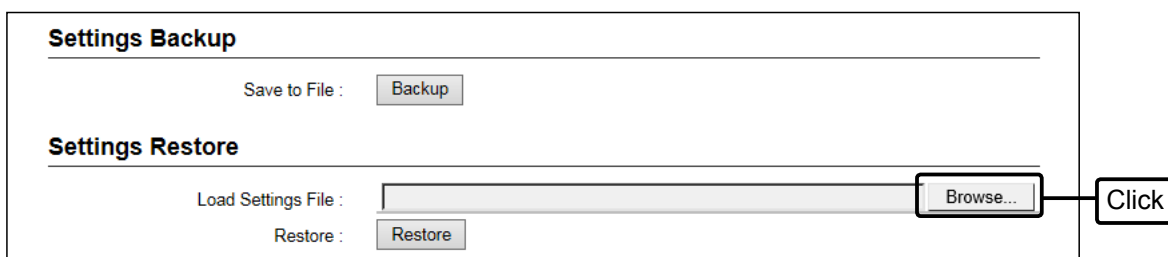 Settings Backup
Save to File : Backup
Settings Restore
Load Settings File : Browse... Click
Restore : Restore